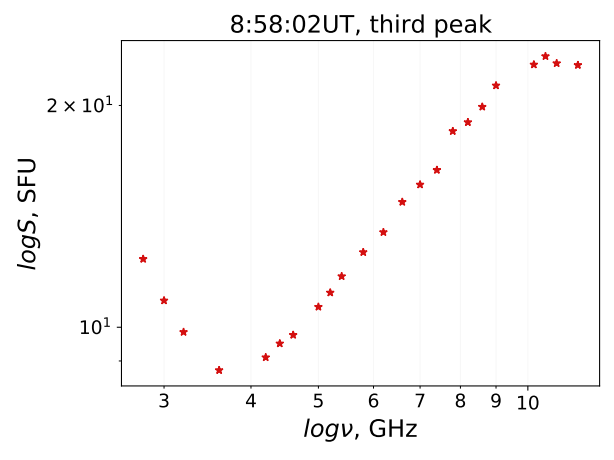 8:58:02UT, third peak
logS, SFU
2 × 10¹
10¹
3 4 5 6 7 8 9 10
logν, GHz